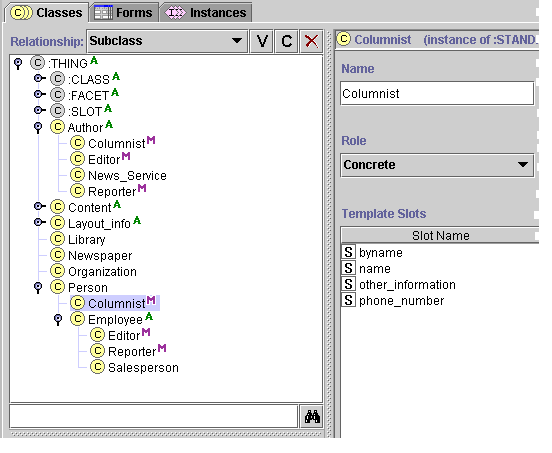 Classes Forms Instances
Relationship: Subclass V C X
C :THING A
C :CLASS A
C :FACET A
C :SLOT A
C Author A
C Columnist M
C Editor M
C News_Service
C Reporter M
C Content A
C Layout_info A
C Library
C Newspaper
C Organization
C Person
C Columnist M
C Employee A
C Editor M
C Reporter M
C Salesperson
C Columnist (instance of :STAND
Name
Columnist
Role
Concrete
Template Slots
Slot Name
S byname
S name
S other_information
S phone_number